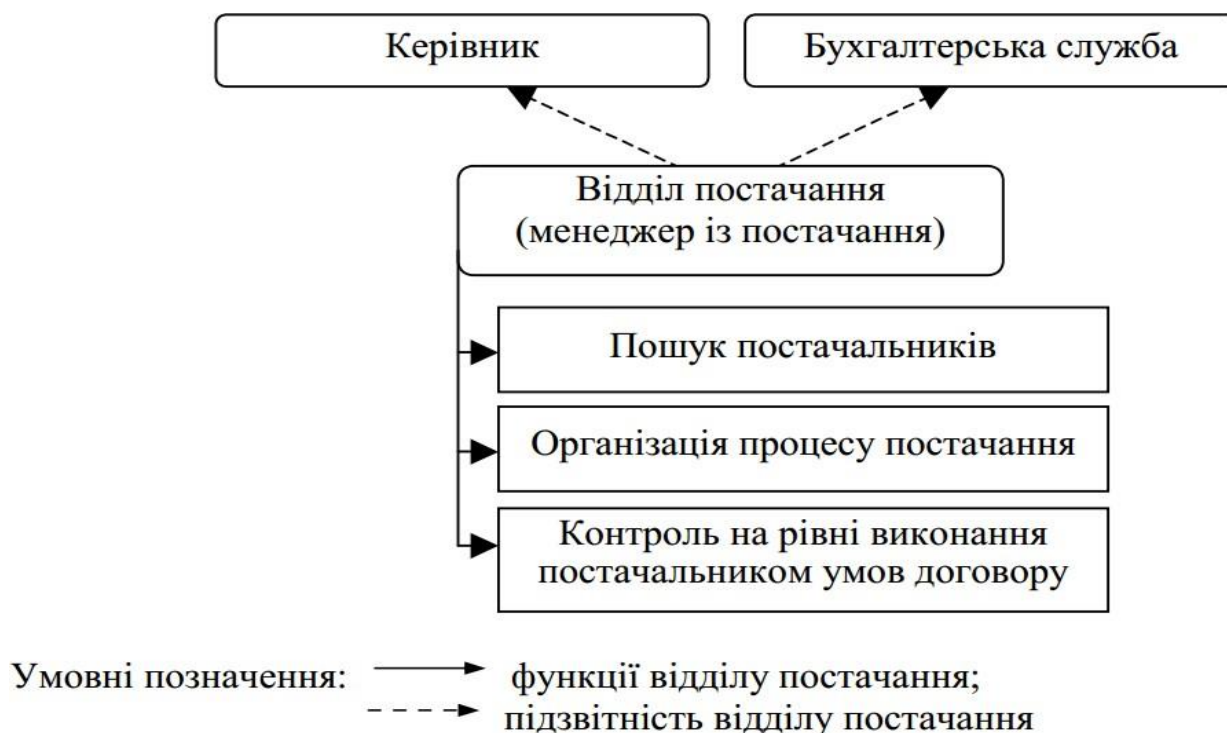 Керівник
Бухгалтерська служба
Відділ постачання
(менеджер із постачання)
Пошук постачальників
Організація процесу постачання
Контроль на рівні виконання
постачальником умов договору
Умовні позначення:
функції відділу постачання;
підзвітність відділу постачання